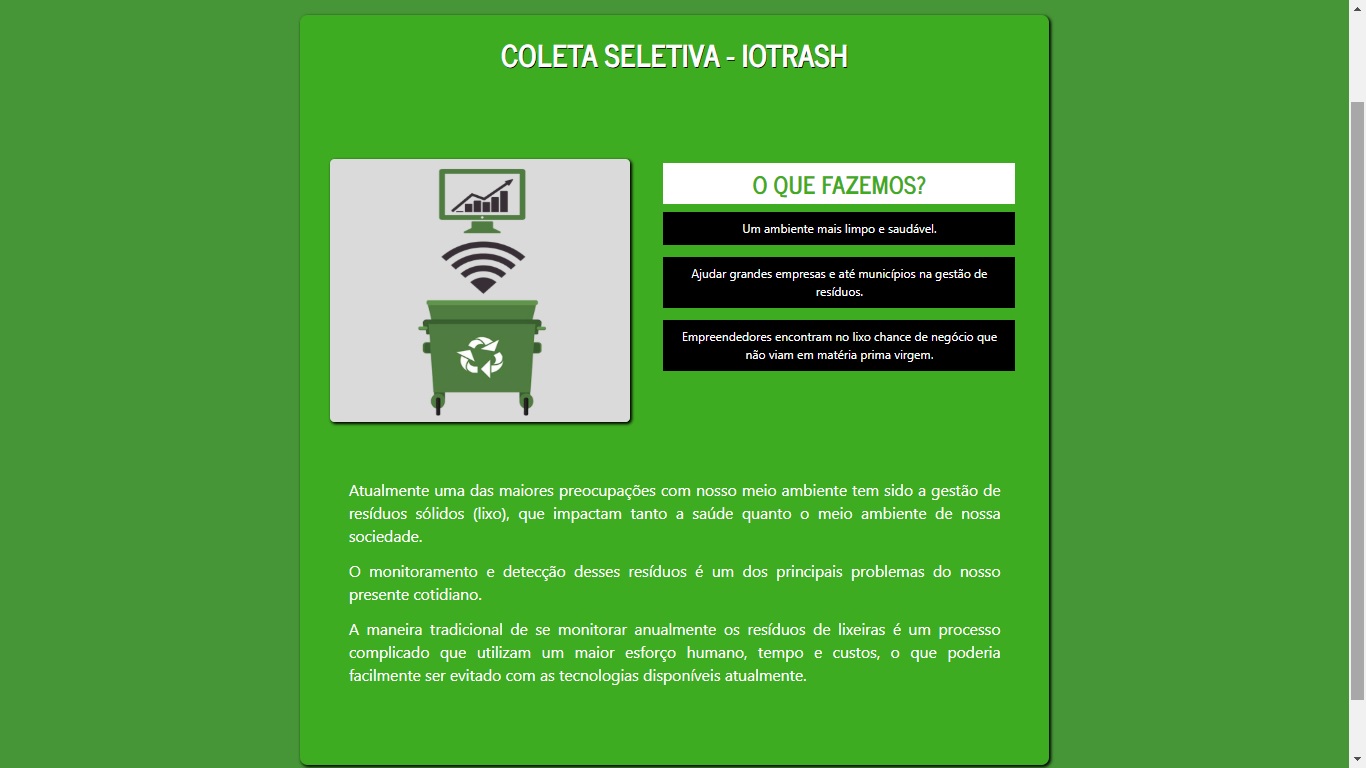 COLETA SELETIVA - IOTRASH
O QUE FAZEMOS?
Um ambiente mais limpo e saudável.
Ajudar grandes empresas e até municípios na gestão de
resíduos.
Empreendedores encontram no lixo chance de negócio que
não viam em matéria prima virgem.
Atualmente uma das maiores preocupações com nosso meio ambiente tem sido a gestão de
resíduos sólidos (lixo), que impactam tanto a saúde quanto o meio ambiente de nossa
sociedade.
O monitoramento e detecção desses resíduos é um dos principais problemas do nosso
presente cotidiano.
A maneira tradicional de se monitorar anualmente os resíduos de lixeiras é um processo
complicado que utilizam um maior esforço humano, tempo e custos, o que poderia
facilmente ser evitado com as tecnologias disponíveis atualmente.